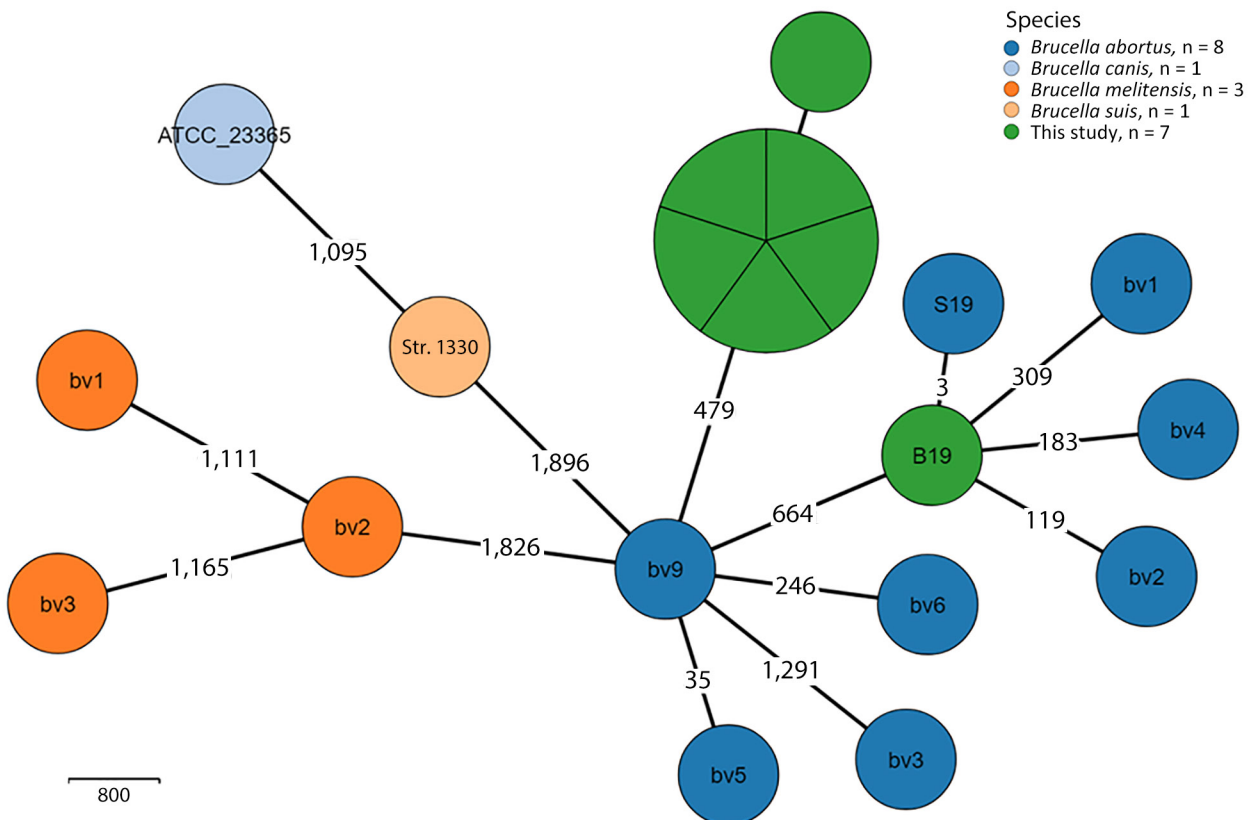 Species
Brucella abortus, n = 8
Brucella canis, n = 1
Brucella melitensis, n = 3
Brucella suis, n = 1
This study, n = 7
ATCC_23365
1,095
Str. 1330
S19
bv1
bv1
3
309
479
183
bv4
1,111
1,896
B19
bv2
1,826
664
119
1,165
bv9
246
bv2
bv3
bv6
35
1,291
bv5
bv3
800